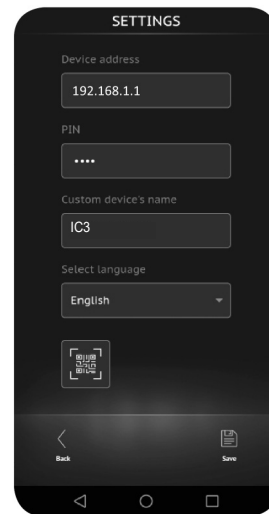 SETTINGS
Device address
192.168.1.1
PIN
••••
Custom device's name
IC3
Select language
English
Back
Save